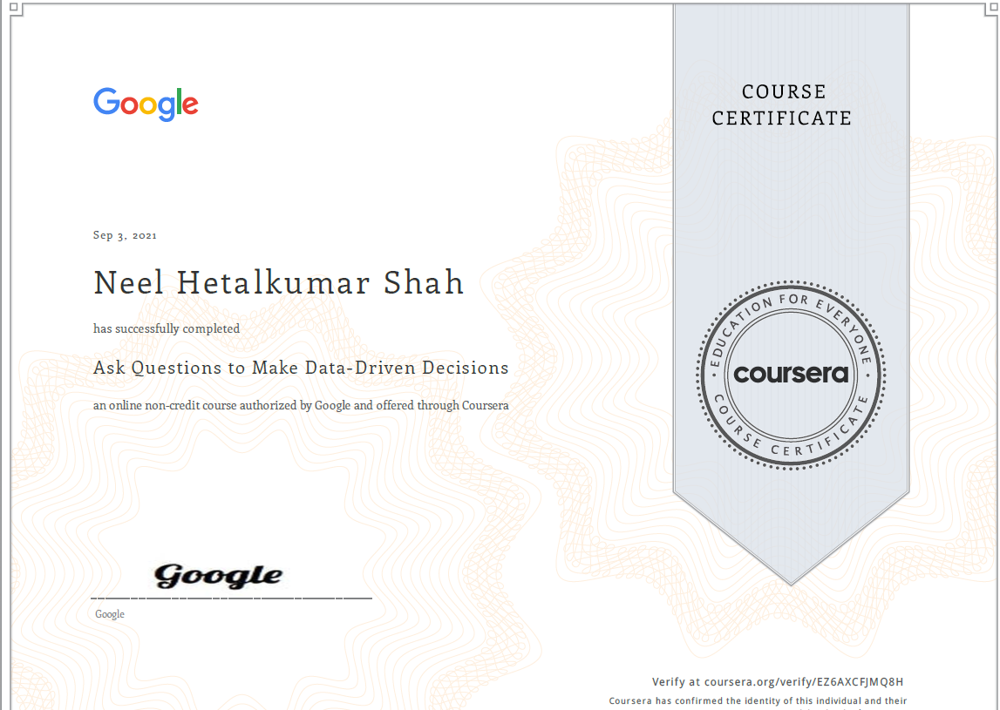 Google
COURSE
CERTIFICATE
Sep 3, 2021
Neel Hetalkumar Shah
has successfully completed
Ask Questions to Make Data-Driven Decisions
an online non-credit course authorized by Google and offered through Coursera
EDUCATION FOR EVERYONE
coursera
COURSE CERTIFICATE
Google
Google
Verify at coursera.org/verify/EZ6AXCFJMQ8H
Coursera has confirmed the identity of this individual and their